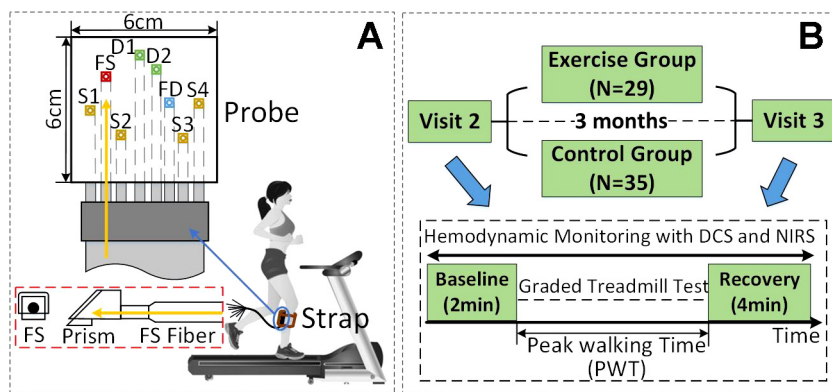 6cm
A
6cm
D1
FS
D2
S1
FD
S4
S2
S3
Probe
Strap
FS
Prism
FS Fiber
B
Exercise Group
(N=29)
Visit 2
3 months
Visit 3
Control Group
(N=35)
Hemodynamic Monitoring with DCS and NIRS
Baseline
(2min)
Graded Treadmill Test
Recovery
(4min)
Time
Peak walking Time
(PWT)